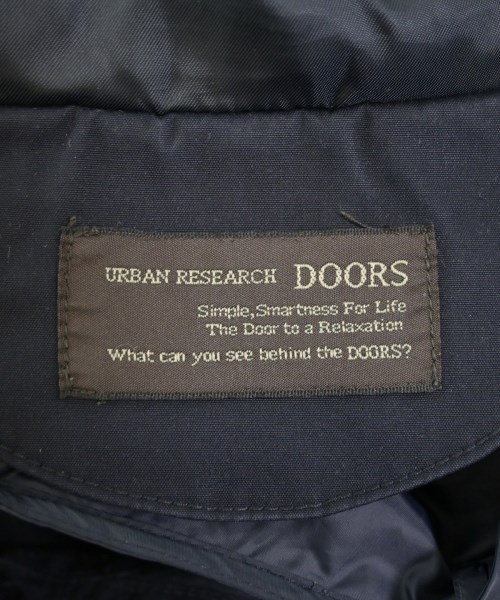 URBAN RESEARCH DOORS
Simple, Smartness For Life
The Door to a Relaxation
What can you see behind the DOORS?